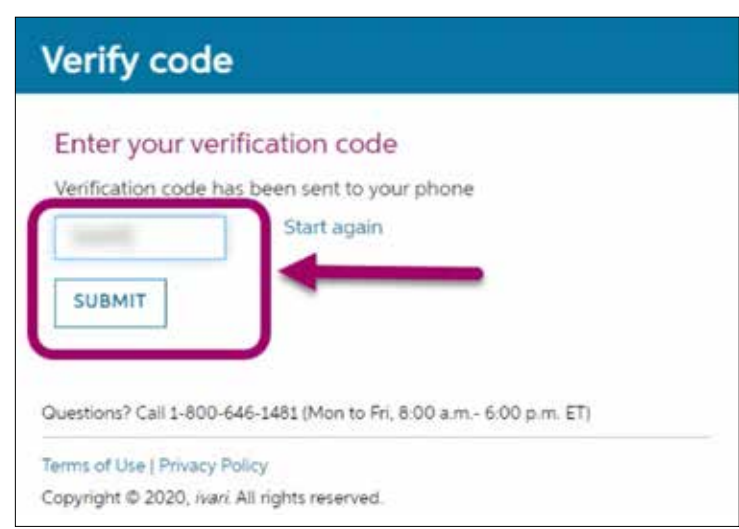 Verify code
Enter your verification code
Verification code has been sent to your phone
Start again
SUBMIT
Questions? Call 1-800-646-1481 (Mon to Fri, 8:00 a.m.- 6:00 p.m. ET)
Terms of Use | Privacy Policy
Copyright © 2020, ivari. All rights reserved.